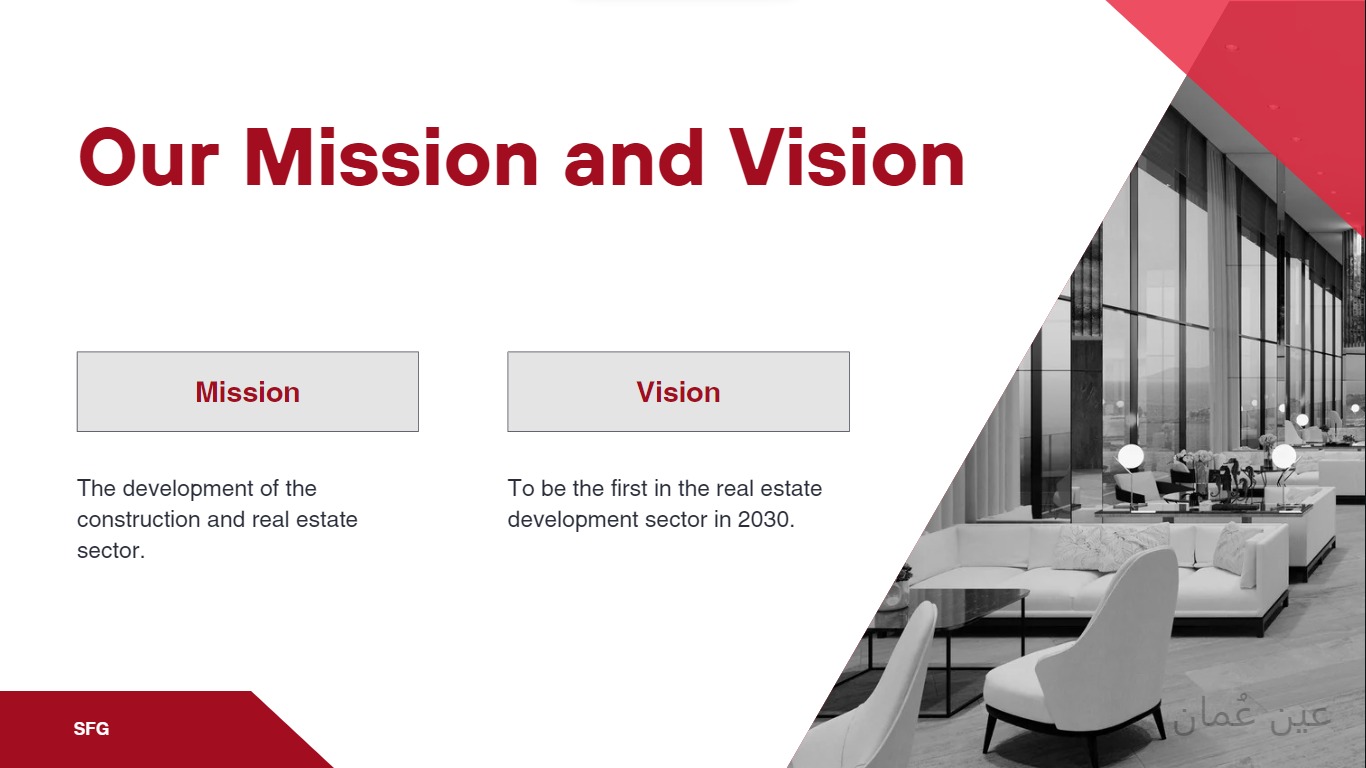 Our Mission and Vision
Mission
The development of the
construction and real estate
sector.
Vision
To be the first in the real estate
development sector in 2030.
SFG
عين عُمان